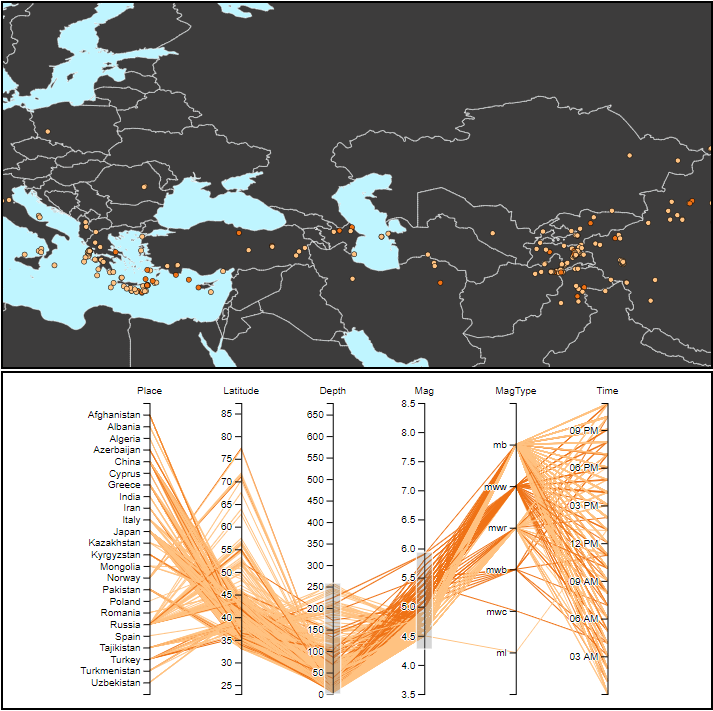 Place Latitude Depth Mag MagType Time
Afghanistan
Albania
Algeria
Azerbaijan
China
Cyprus
Greece
India
Iran
Italy
Japan
Kazakhstan
Kyrgyzstan
Mongolia
Norway
Pakistan
Poland
Romania
Russia
Spain
Tajikistan
Turkey
Turkmenistan
Uzbekistan
85
80
75
70
65
60
55
50
45
40
35
30
25
650
600
550
500
450
400
350
300
250
200
150
100
50
0
8.5
8.0
7.5
7.0
6.5
6.0
5.5
5.0
4.5
4.0
3.5
mb
mww
mwr
mwb
mwc
ml
09 PM
06 PM
03 PM
12 PM
09 AM
06 AM
03 AM